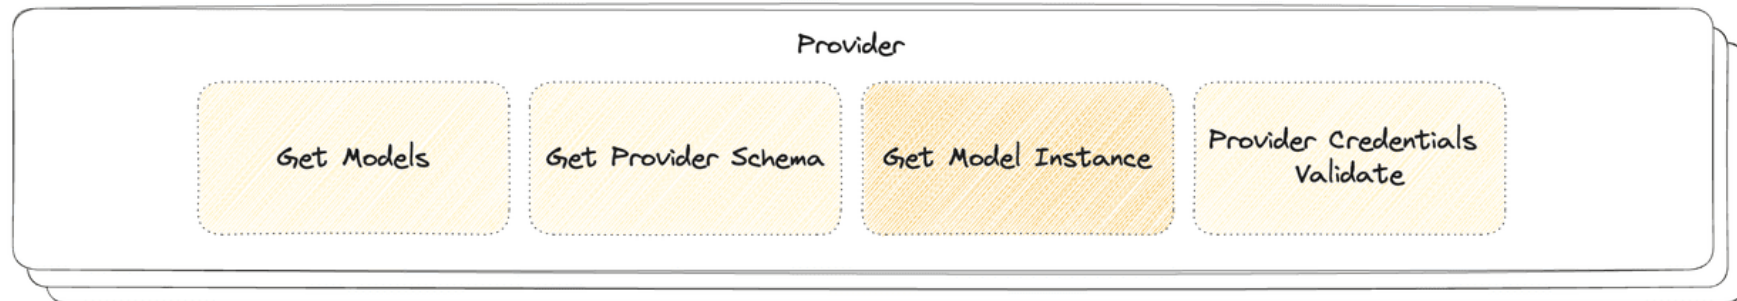 Provider
Get Models
Get Provider Schema
Get Model Instance
Provider Credentials
Validate